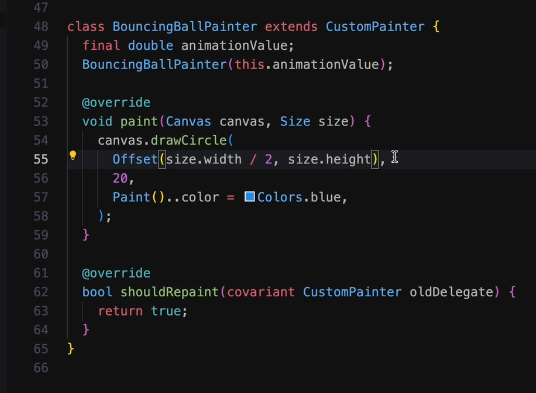 47
48 class BouncingBallPainter extends CustomPainter {
49   final double animationValue;
50   BouncingBallPainter(this.animationValue);
51
52   @override
53   void paint(Canvas canvas, Size size) {
54     canvas.drawCircle(
55       Offset(size.width / 2, size.height),
56       20,
57       Paint()..color = Colors.blue,
58     );
59   }
60
61   @override
62   bool shouldRepaint(covariant CustomPainter oldDelegate) {
63     return true;
64   }
65 }
66